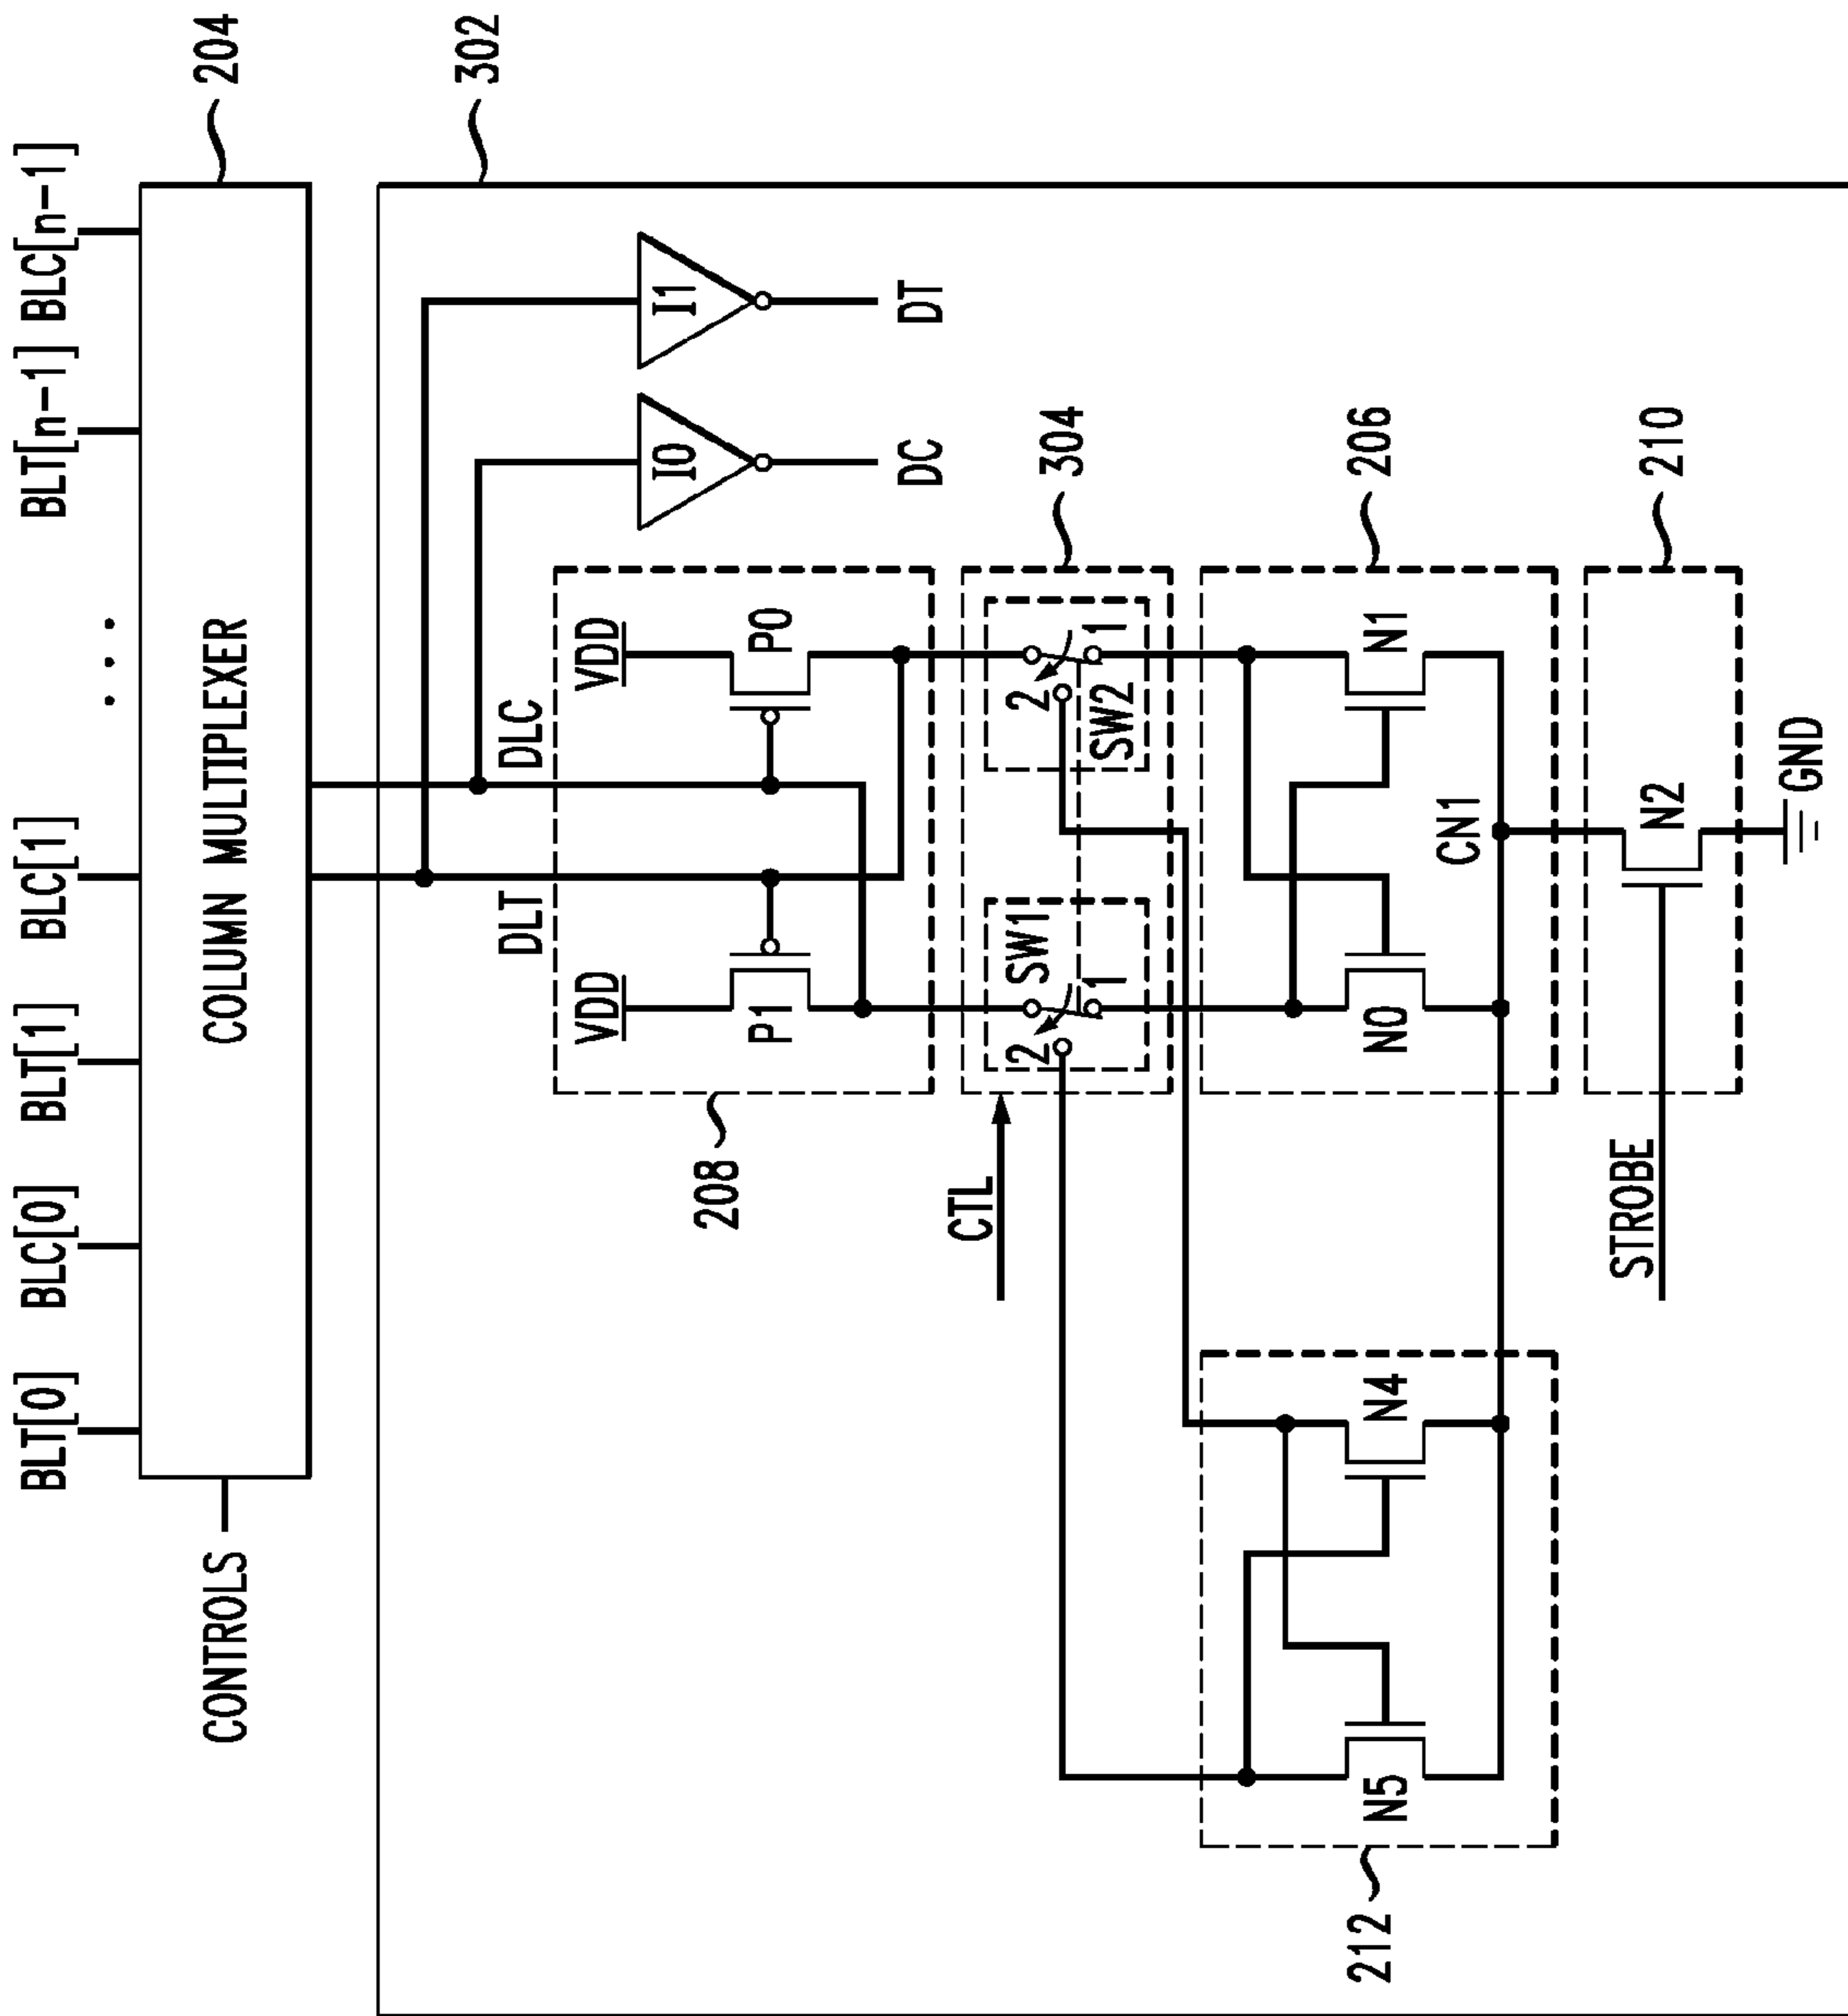 BLT[0] BLC[0] BLT[1] BLC[1] ... BLT[n-1] BLC[n-1]
CONTROLS
COLUMN MULTIPLEXER
204
302
DLT
DLC
VDD
VDD
P1
P0
I0
I1
DC
DT
208
CTL
SW1
2
1
2
1
SW2
304
N5
N4
N0
N1
206
212
CN1
STROBE
N2
210
GND